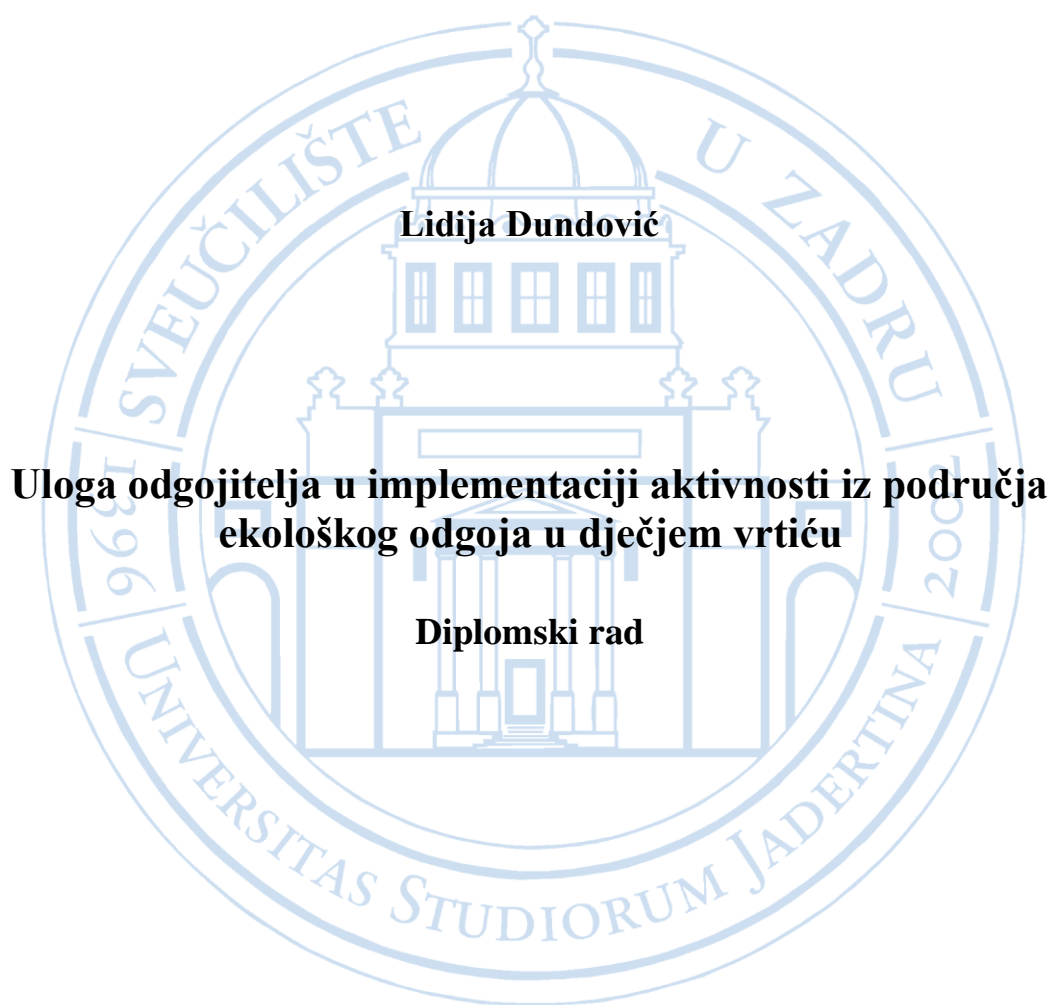 SVEUČILIŠTE U ZADRU
Lidija Dundović
Uloga odgojitelja u implementaciji aktivnosti iz područja
ekološkog odgoja u dječjem vrtiću
Diplomski rad
1396
2002
UNIVERSITAS STUDIORUM JADERTINA